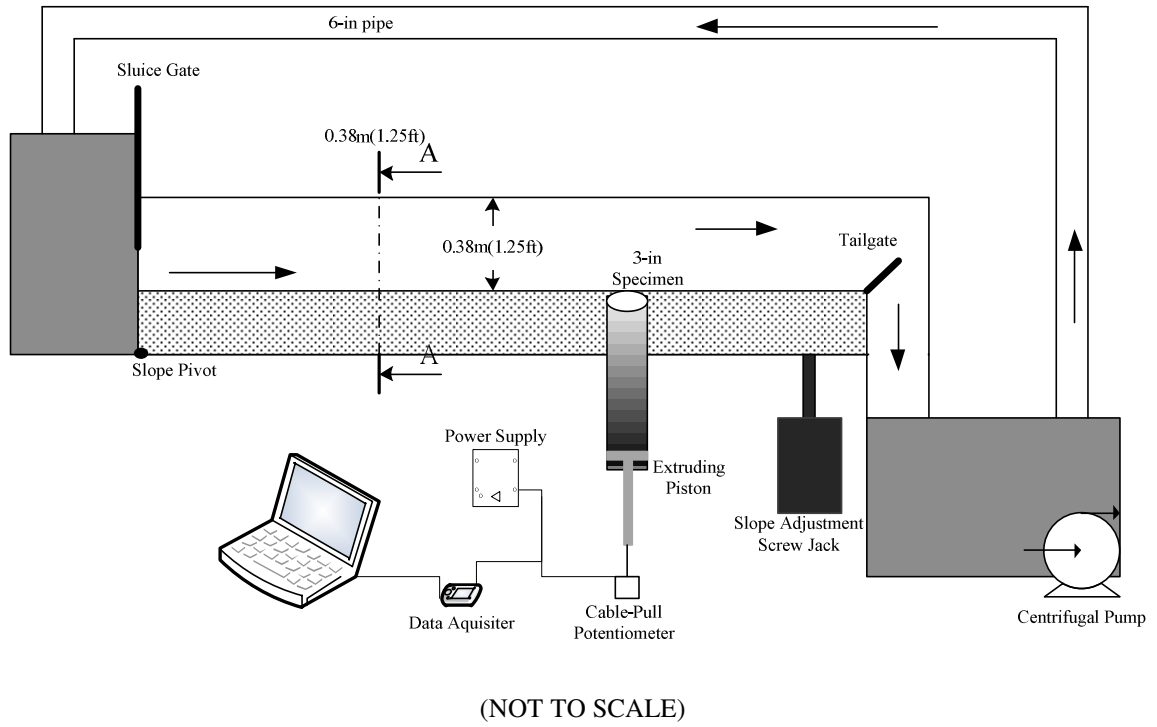 6-in pipe
Sluice Gate
0.38m(1.25ft)
A
0.38m(1.25ft)
Tailgate
3-in
Specimen
A
Slope Pivot
Power Supply
Extruding
Piston
Slope Adjustment
Screw Jack
Data Aquisiter
Cable-Pull
Potentiometer
Centrifugal Pump
(NOT TO SCALE)